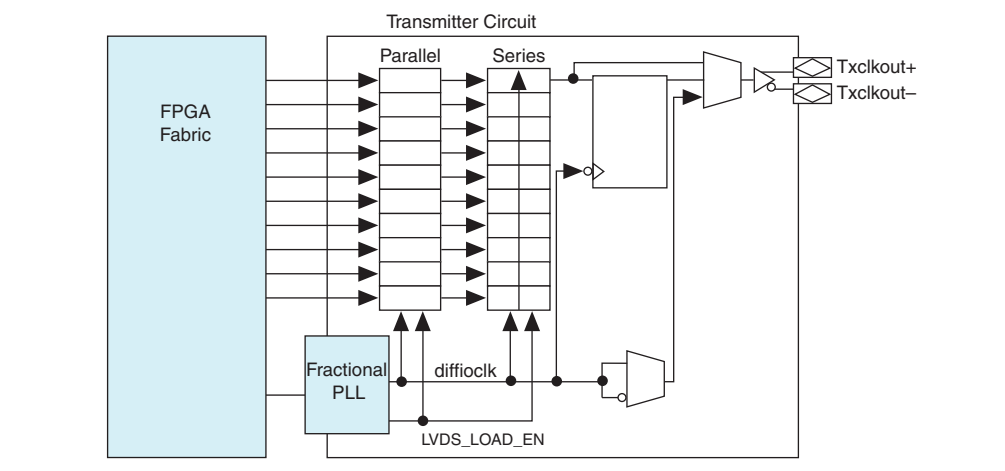 Transmitter Circuit
Parallel
Series
Txclkout+
Txclkout–
FPGA
Fabric
Fractional
PLL
diffioclk
LVDS_LOAD_EN